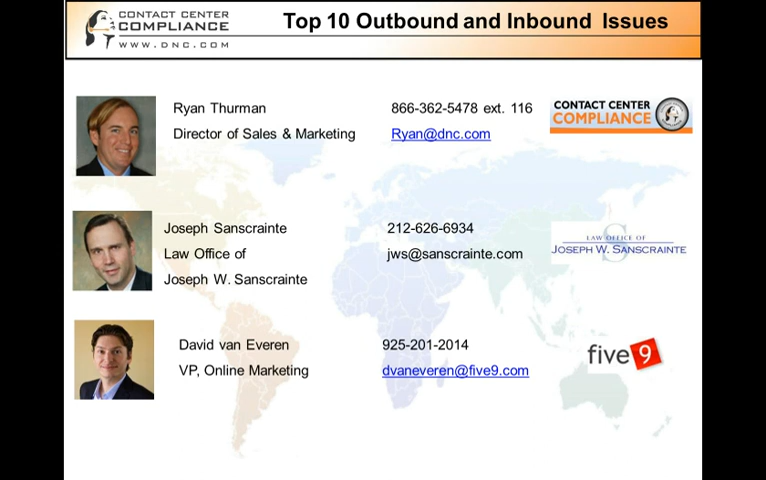 CONTACT CENTER
COMPLIANCE
WWW.DNC.COM
Top 10 Outbound and Inbound Issues
Ryan Thurman
866-362-5478 ext. 116
Director of Sales & Marketing
Ryan@dnc.com
CONTACT CENTER
COMPLIANCE
Joseph Sanscrainte
212-626-6934
Law Office of
jws@sanscrainte.com
Joseph W. Sanscrainte
S
LAW OFFICE OF
JOSEPH W. SANSCRAINTE
David van Everen
925-201-2014
VP, Online Marketing
dvaneveren@five9.com
five 9